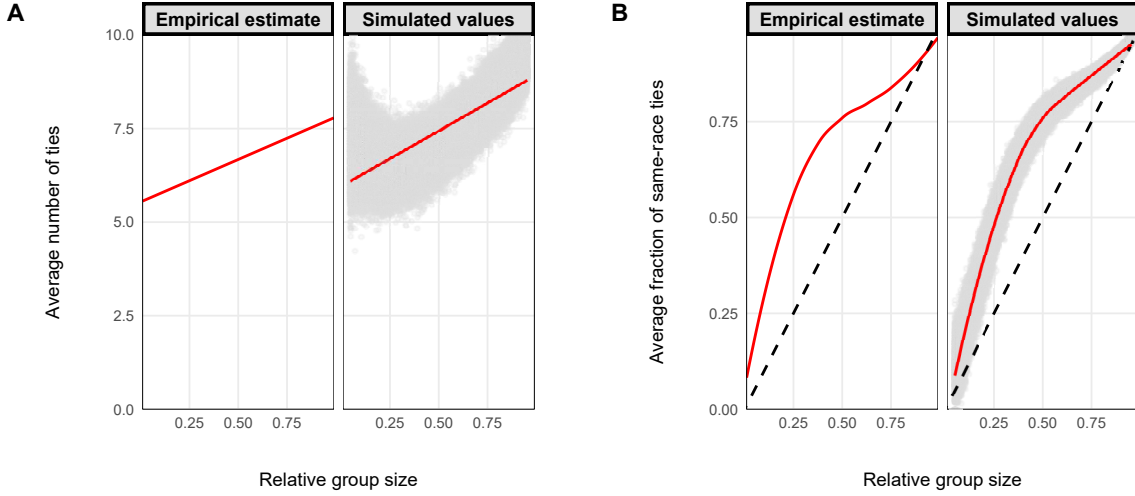 A
Empirical estimate
Simulated values
Average number of ties
10.0
7.5
5.0
2.5
0.0
0.25 0.50 0.75
0.25 0.50 0.75
Relative group size
B
Empirical estimate
Simulated values
Average fraction of same-race ties
0.75
0.50
0.25
0.00
0.25 0.50 0.75
0.25 0.50 0.75
Relative group size